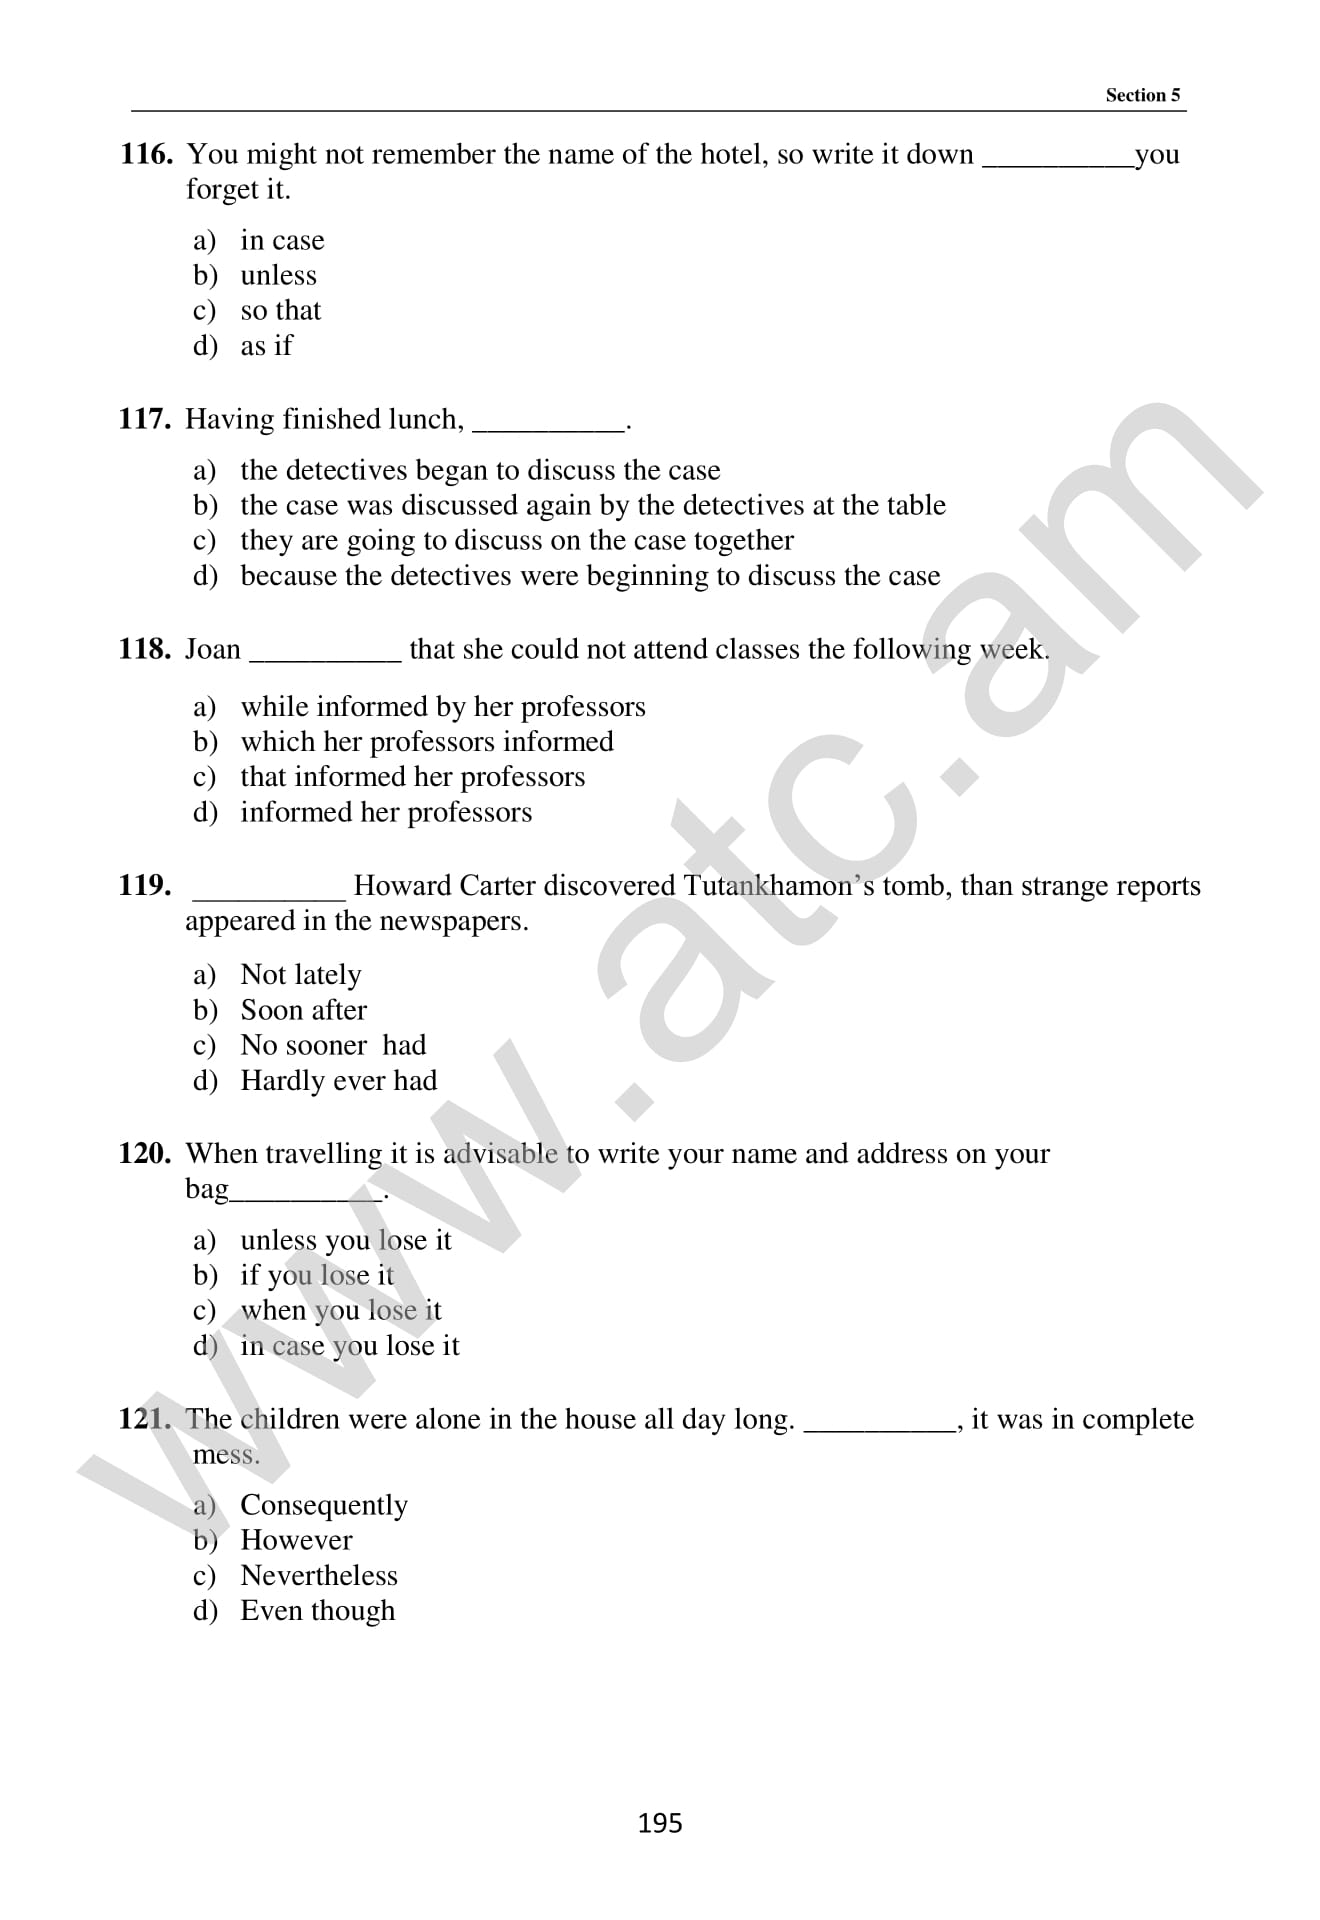 Section 5
116. You might not remember the name of the hotel, so write it down __________you
forget it.
a) in case
b) unless
c) so that
d) as if
117. Having finished lunch, __________.
a) the detectives began to discuss the case
b) the case was discussed again by the detectives at the table
c) they are going to discuss on the case together
d) because the detectives were beginning to discuss the case
118. Joan __________ that she could not attend classes the following week.
a) while informed by her professors
b) which her professors informed
c) that informed her professors
d) informed her professors
119. __________ Howard Carter discovered Tutankhamon's tomb, than strange reports
appeared in the newspapers.
a) Not lately
b) Soon after
c) No sooner had
d) Hardly ever had
120. When travelling it is advisable to write your name and address on your
bag__________.
a) unless you lose it
b) if you lose it
c) when you lose it
d) in case you lose it
121. The children were alone in the house all day long. __________, it was in complete
mess.
a) Consequently
b) However
c) Nevertheless
d) Even though
195
www.atc.am